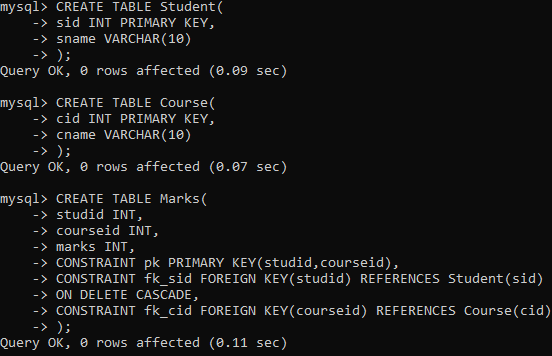 mysql> CREATE TABLE Student(
    -> sid INT PRIMARY KEY,
    -> sname VARCHAR(10)
    -> );
Query OK, 0 rows affected (0.09 sec)

mysql> CREATE TABLE Course(
    -> cid INT PRIMARY KEY,
    -> cname VARCHAR(10)
    -> );
Query OK, 0 rows affected (0.07 sec)

mysql> CREATE TABLE Marks(
    -> studid INT,
    -> courseid INT,
    -> marks INT,
    -> CONSTRAINT pk PRIMARY KEY(studid,courseid),
    -> CONSTRAINT fk_sid FOREIGN KEY(studid) REFERENCES Student(sid)
    -> ON DELETE CASCADE,
    -> CONSTRAINT fk_cid FOREIGN KEY(courseid) REFERENCES Course(cid)
    -> );
Query OK, 0 rows affected (0.11 sec)